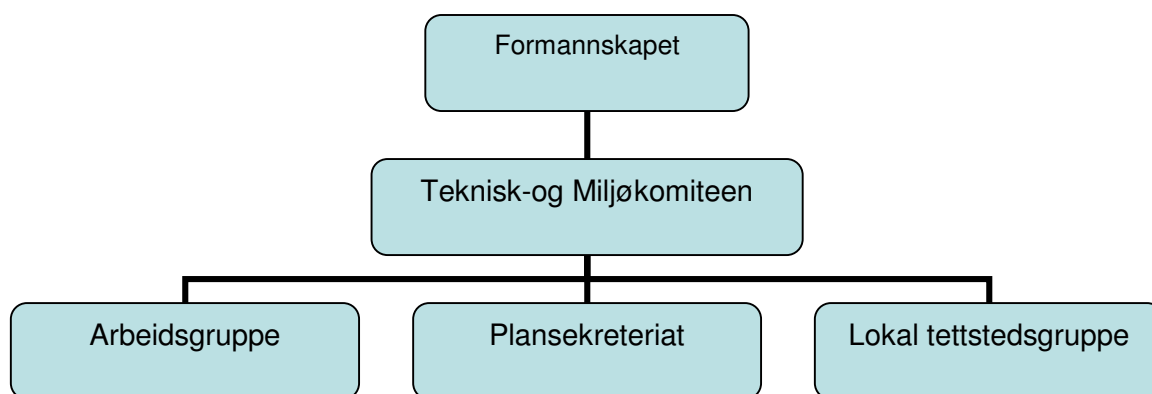 Formannskapet
Teknisk-og Miljøkomiteen
Arbeidsgruppe
Plansekreteriat
Lokal tettstedsgruppe